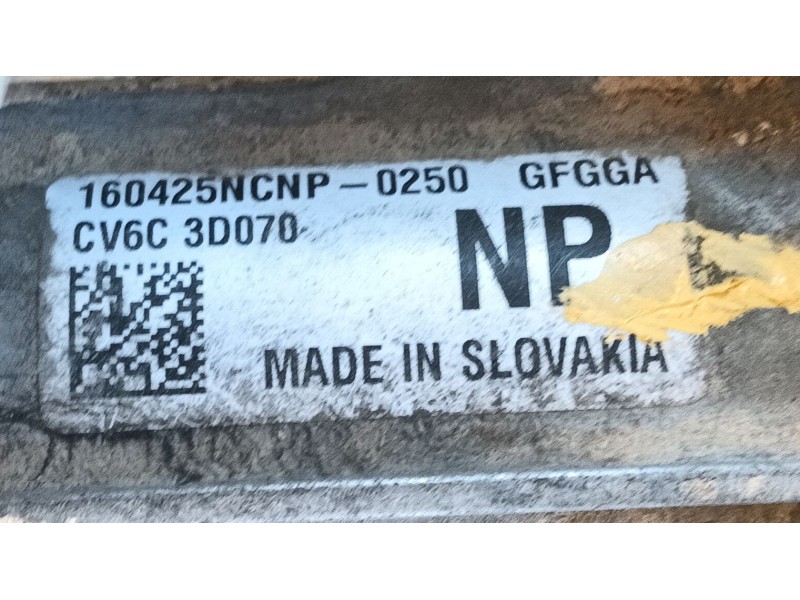 160425NCNP-0250 GFGGA
CV6C 3D070
NP
MADE IN SLOVAKIA